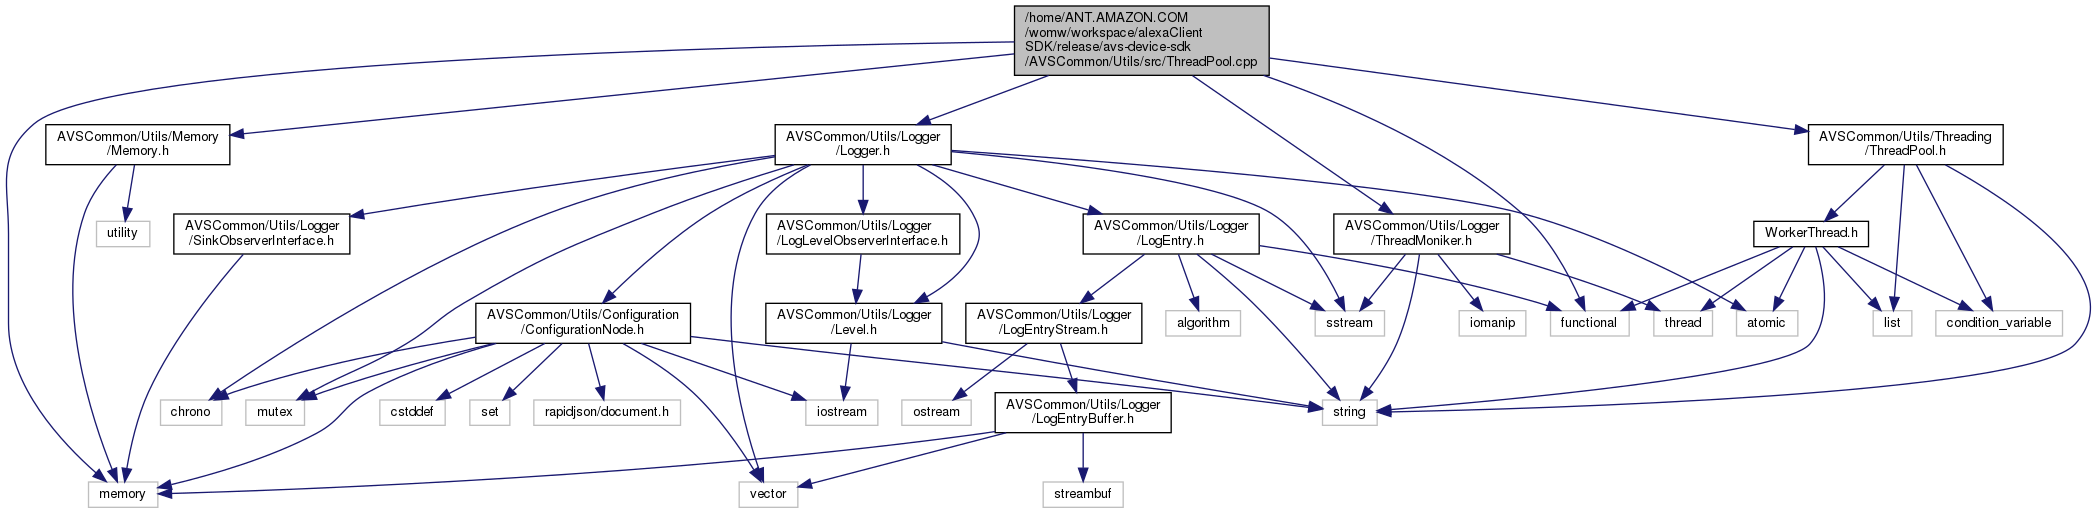 /home/ANT.AMAZON.COM
/womw/workspace/alexaClient
SDK/release/avs-device-sdk
/AVSCommon/Utils/src/ThreadPool.cpp
AVSCommon/Utils/Memory
/Memory.h
AVSCommon/Utils/Logger
/Logger.h
AVSCommon/Utils/Threading
/ThreadPool.h
utility
AVSCommon/Utils/Logger
/SinkObserverInterface.h
AVSCommon/Utils/Logger
/LogLevelObserverInterface.h
AVSCommon/Utils/Logger
/LogEntry.h
AVSCommon/Utils/Logger
/ThreadMoniker.h
WorkerThread.h
AVSCommon/Utils/Configuration
/ConfigurationNode.h
AVSCommon/Utils/Logger
/Level.h
AVSCommon/Utils/Logger
/LogEntryStream.h
algorithm
sstream
iomanip
functional
thread
atomic
list
condition_variable
chrono
mutex
cstddef
set
rapidjson/document.h
iostream
ostream
AVSCommon/Utils/Logger
/LogEntryBuffer.h
string
memory
vector
streambuf